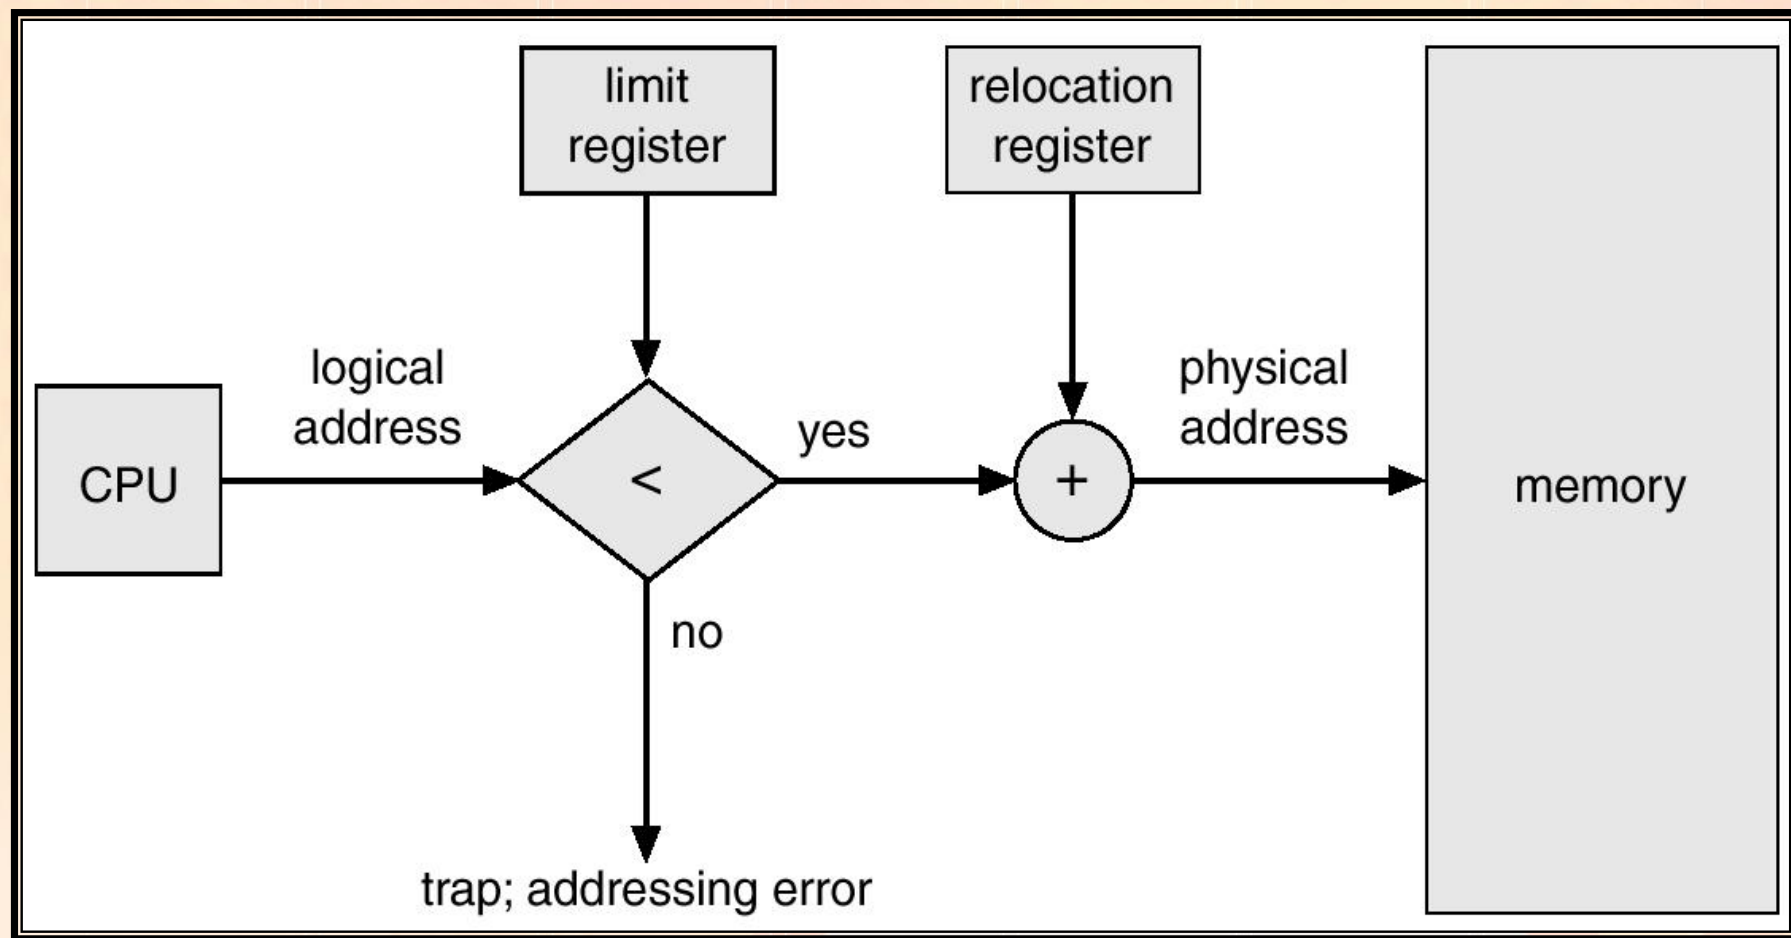 limit
register
relocation
register
logical
address
physical
address
yes
CPU
<
+
memory
no
trap; addressing error